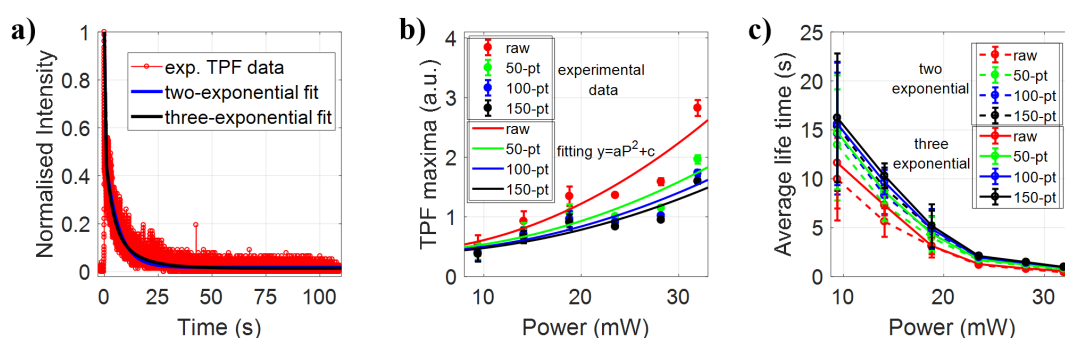 a)
Normalised Intensity
1
0.8
0.6
0.4
0.2
0
0 25 50 75 100
Time (s)
exp. TPF data
two-exponential fit
three-exponential fit
b)
TPF maxima (a.u.)
4
3
2
1
0
10 20 30
Power (mW)
raw
50-pt
100-pt
150-pt
experimental
data
raw
50-pt
100-pt
150-pt
fitting y=aP²+c
c)
Average life time (s)
25
20
15
10
5
0
10 20 30
Power (mW)
two
exponential
raw
50-pt
100-pt
150-pt
three
exponential
raw
50-pt
100-pt
150-pt